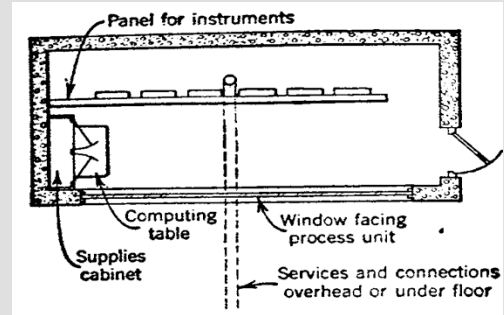 Panel for instruments
Computing
table
Window facing
process unit
Supplies
cabinet
Services and connections
overhead or under floor